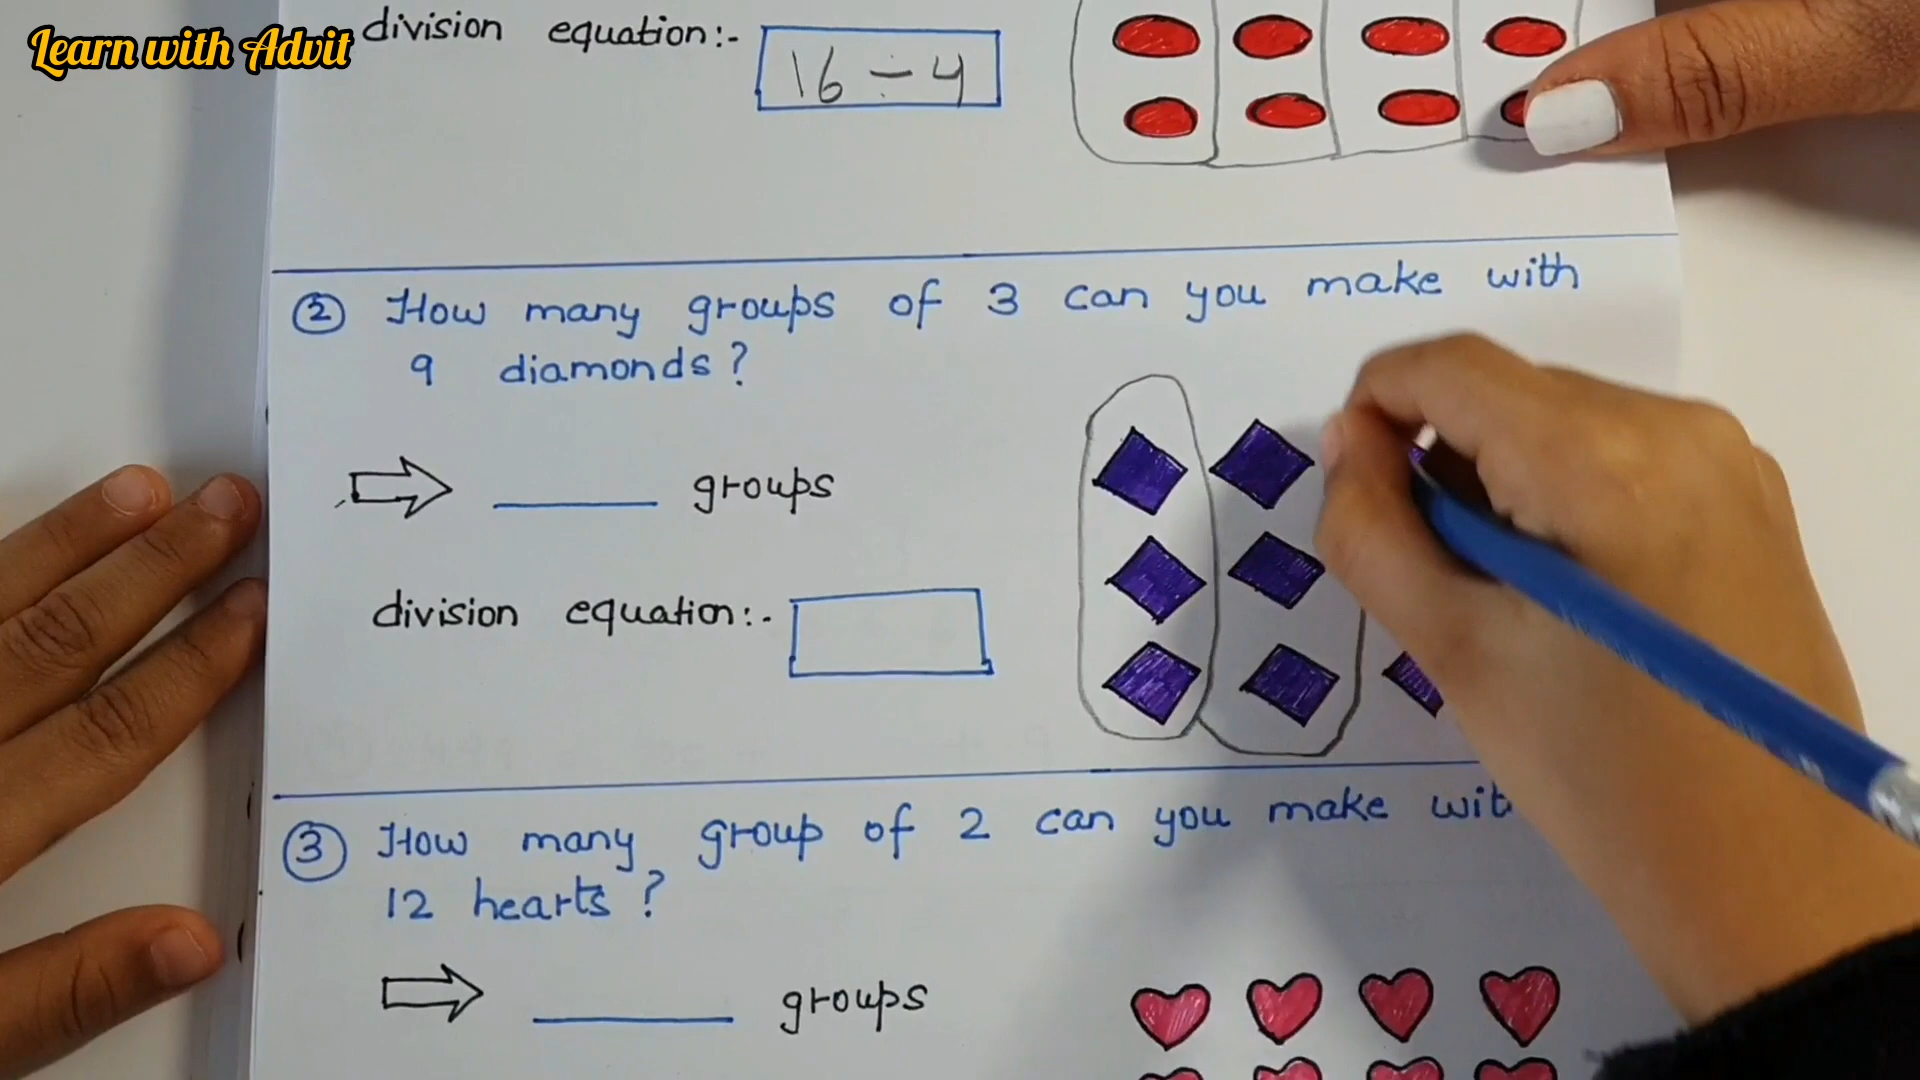 Learn with Advit
division equation:-
16 ÷ 4
② How many groups of 3 can you make with
9 diamonds?
groups
division equation:-
③ How many group of 2 can you make
12 hearts?
groups